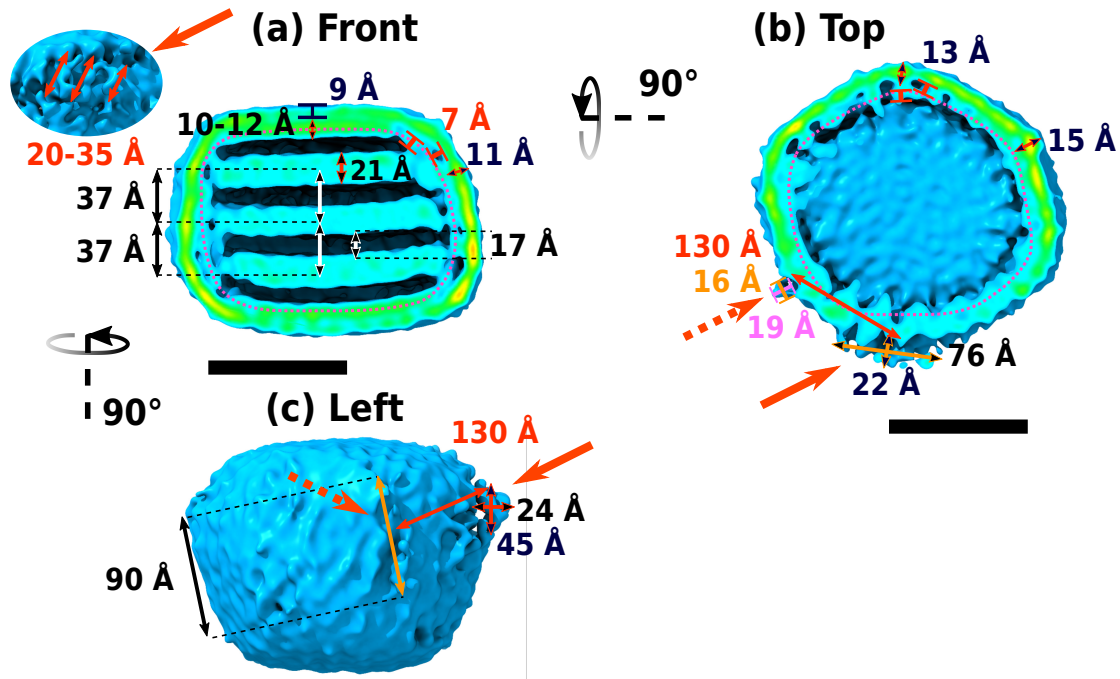 (a) Front
9 Å
10-12 Å
7 Å
20-35 Å
11 Å
21 Å
37 Å
37 Å
17 Å
90°
(b) Top
13 Å
90°
15 Å
130 Å
16 Å
19 Å
76 Å
22 Å
(c) Left
130 Å
24 Å
45 Å
90 Å